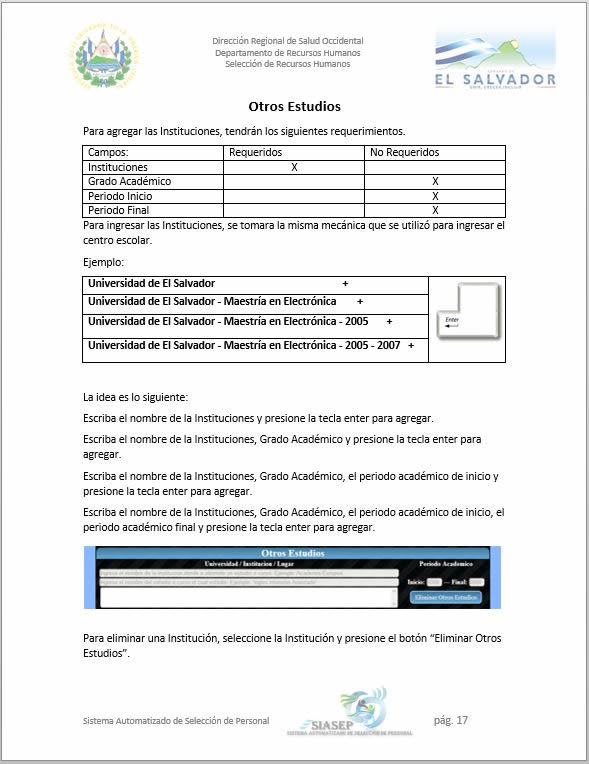 Dirección Regional de Salud Occidental
Departamento de Recursos Humanos
Selección de Recursos Humanos
EL SALVADOR
Otros Estudios
Para agregar las Instituciones, tendrán los siguientes requerimientos.
Campos: Requeridos No Requeridos
Instituciones X
Grado Académico X
Periodo Inicio X
Periodo Final X
Para ingresar las Instituciones, se tomara la misma mecánica que se utilizó para ingresar el
centro escolar.
Ejemplo:
Universidad de El Salvador +
Universidad de El Salvador - Maestría en Electrónica +
Universidad de El Salvador - Maestría en Electrónica - 2005 +
Universidad de El Salvador - Maestría en Electrónica - 2005 - 2007 +
Enter
La idea es lo siguiente:
Escriba el nombre de la Instituciones y presione la tecla enter para agregar.
Escriba el nombre de la Instituciones, Grado Académico y presione la tecla enter para
agregar.
Escriba el nombre de la Instituciones, Grado Académico, el periodo académico de inicio y
presione la tecla enter para agregar.
Escriba el nombre de la Instituciones, Grado Académico, el periodo académico de inicio, el
periodo académico final y presione la tecla enter para agregar.
Otros Estudios
Universidad / Institucion / Lugar Periodo Academico
Inicio: --- Final:
Eliminar Otros Estudios
Para eliminar una Institución, seleccione la Institución y presione el botón “Eliminar Otros
Estudios”.
Sistema Automatizado de Selección de Personal
SIASEP
SISTEMA AUTOMATIZADO DE SELECCIÓN DE PERSONAL
pág. 17